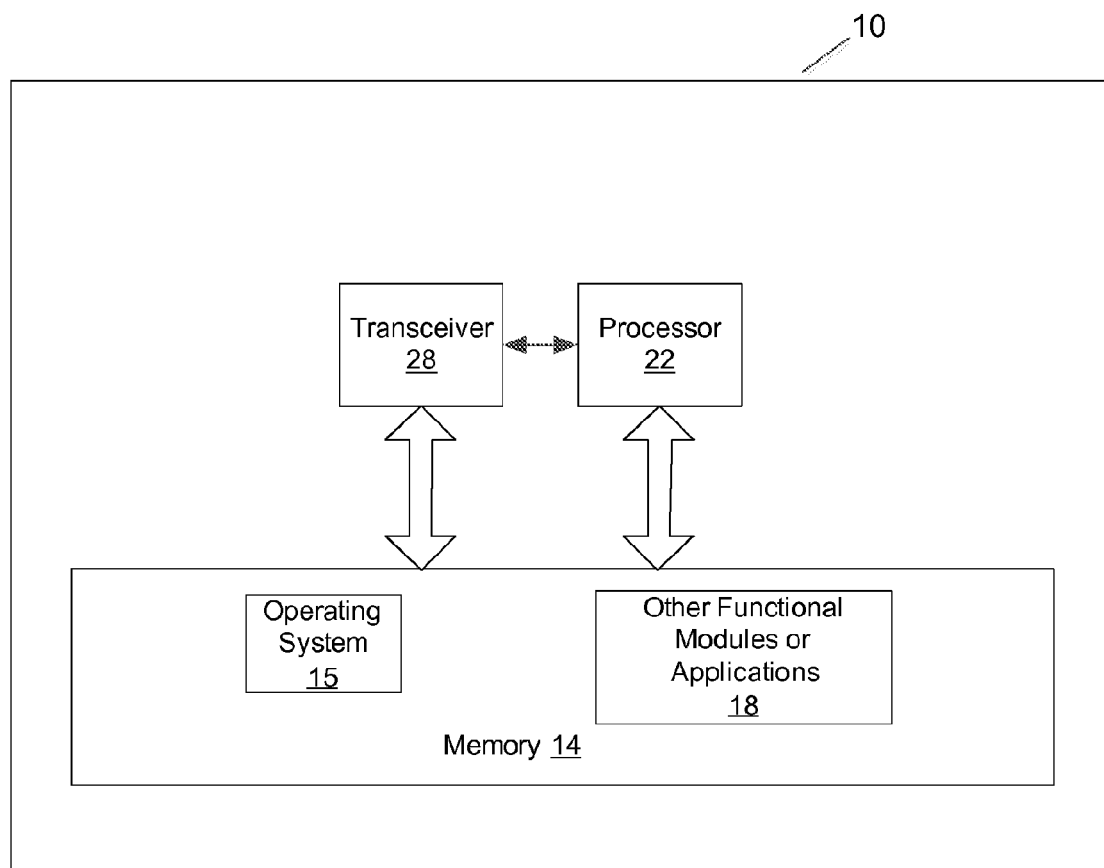 10
Transceiver
28
Processor
22
Operating
System
15
Other Functional
Modules or
Applications
18
Memory 14